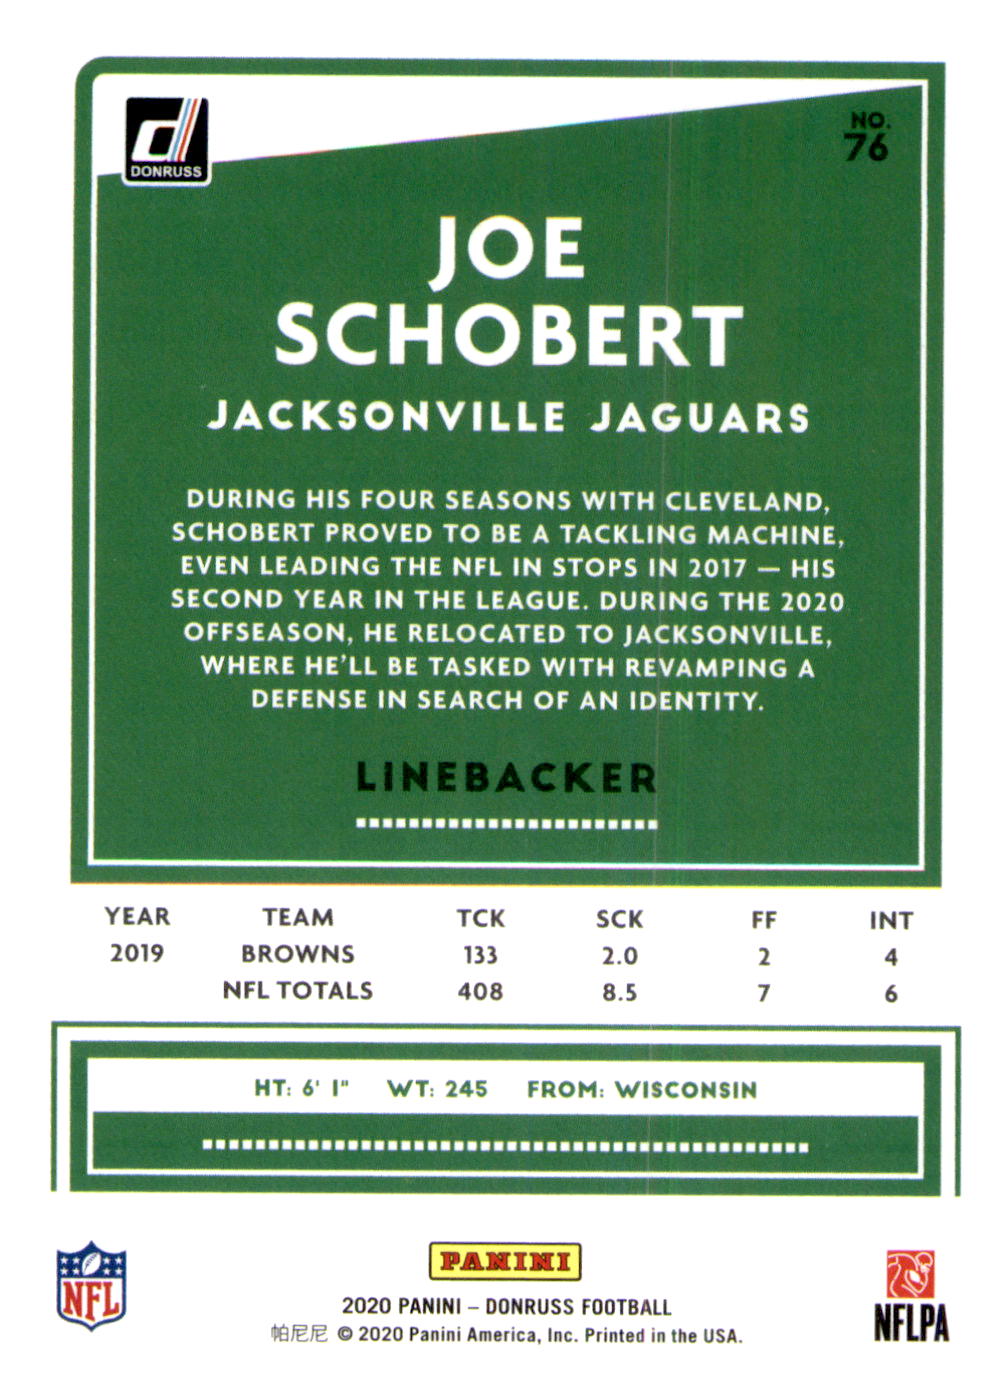 DONRUSS
NO.
76
JOE
SCHOBERT
JACKSONVILLE JAGUARS
DURING HIS FOUR SEASONS WITH CLEVELAND,
SCHOBERT PROVED TO BE A TACKLING MACHINE,
EVEN LEADING THE NFL IN STOPS IN 2017 — HIS
SECOND YEAR IN THE LEAGUE. DURING THE 2020
OFFSEASON, HE RELOCATED TO JACKSONVILLE,
WHERE HE'LL BE TASKED WITH REVAMPING A
DEFENSE IN SEARCH OF AN IDENTITY.
LINEBACKER
YEAR TEAM TCK SCK FF INT
2019 BROWNS 133 2.0 2 4
NFL TOTALS 408 8.5 7 6
HT: 6' 1" WT: 245 FROM: WISCONSIN
NFL
PANINI
NFLPA
2020 PANINI – DONRUSS FOOTBALL
帕尼尼 © 2020 Panini America, Inc. Printed in the USA.